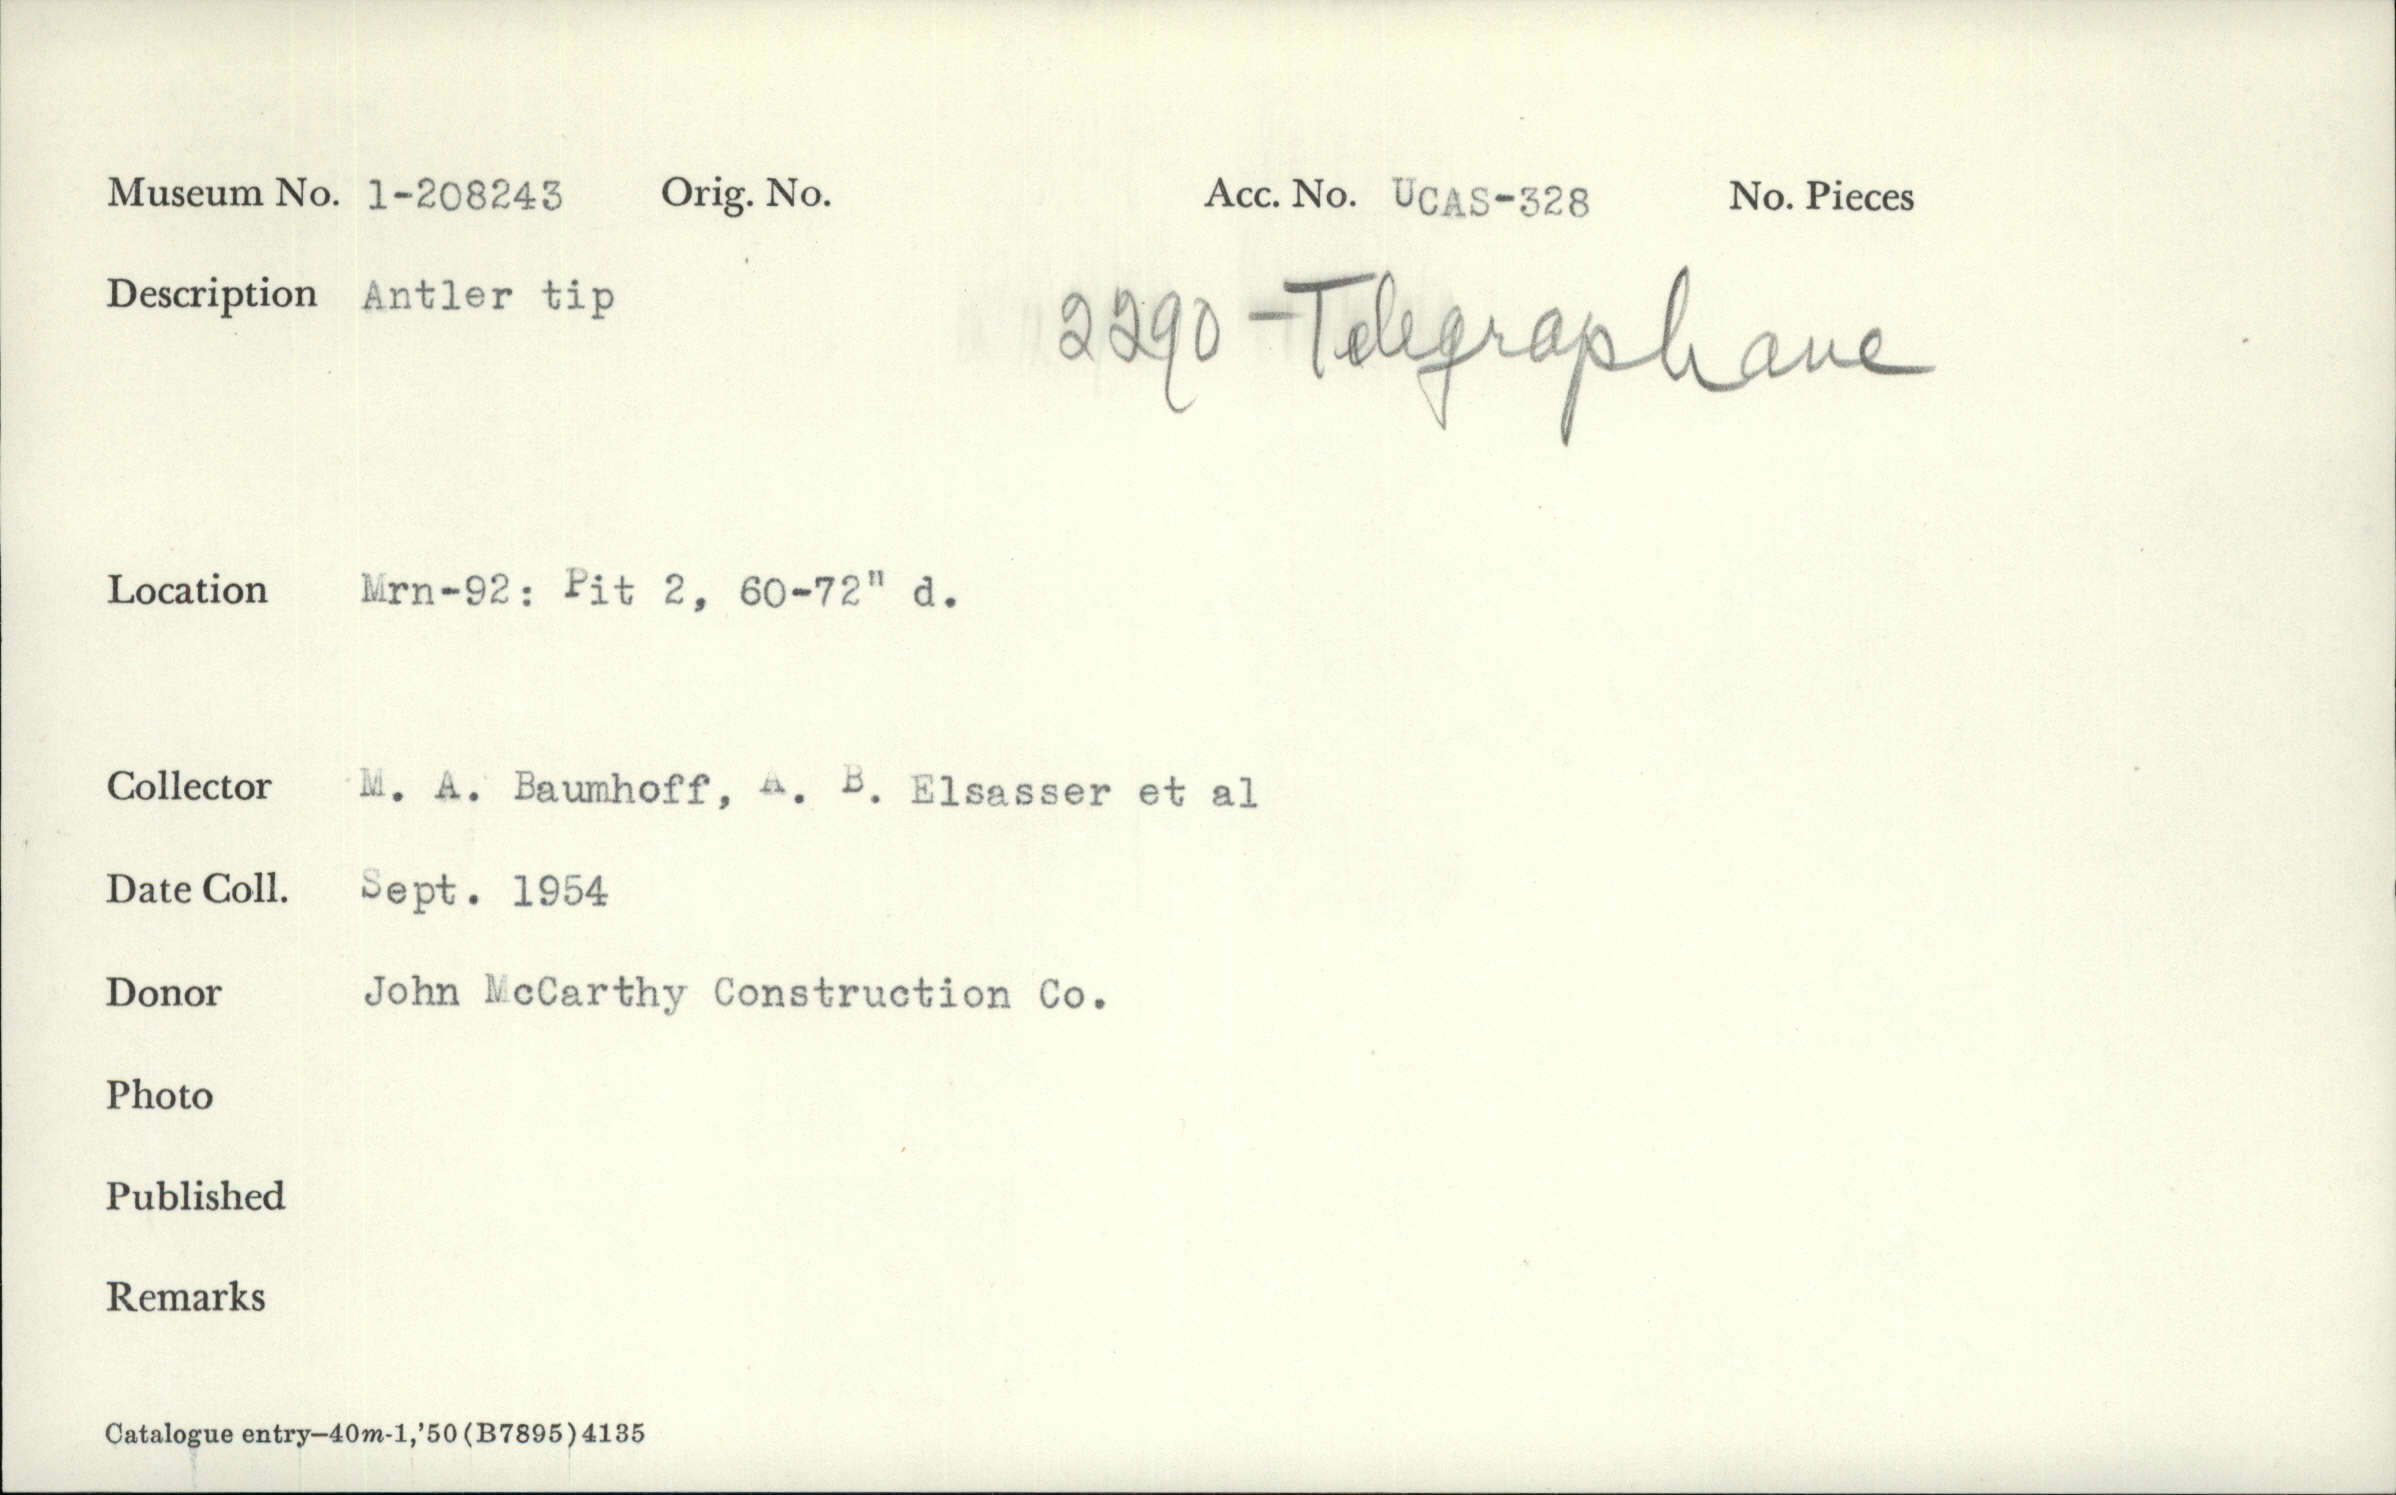 Museum No. 1-208243 Orig. No. Acc. No. UCAS-328 No. Pieces
Description Antler tip
2290-Telegraph ave
Location Mrn-92: Pit 2, 60-72" d.
Collector M. A. Baumhoff, A. B. Elsasser et al
Date Coll. Sept. 1954
Donor John McCarthy Construction Co.
Photo
Published
Remarks
Catalogue entry—40m-1,'50(B7895)4135